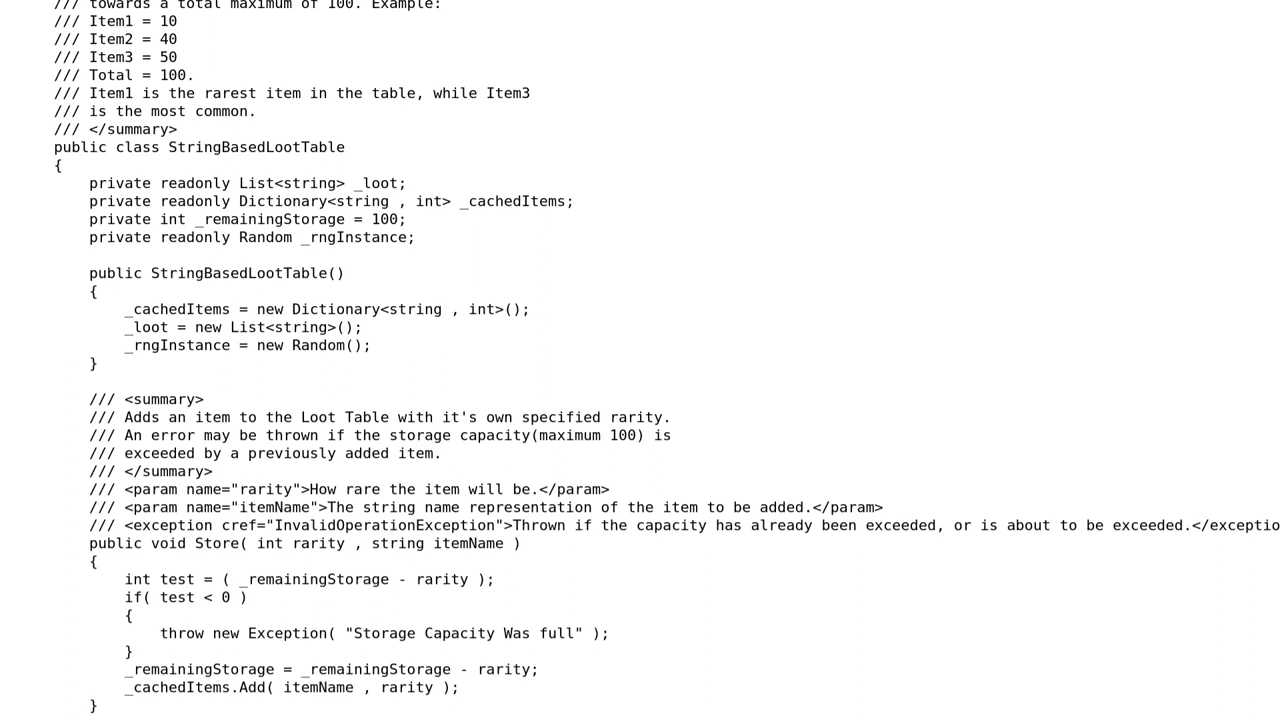 /// towards a total maximum of 100. Example:
/// Item1 = 10
/// Item2 = 40
/// Item3 = 50
/// Total = 100.
/// Item1 is the rarest item in the table, while Item3
/// is the most common.
/// </summary>
public class StringBasedLootTable
{
    private readonly List<string> _loot;
    private readonly Dictionary<string , int> _cachedItems;
    private int _remainingStorage = 100;
    private readonly Random _rngInstance;

    public StringBasedLootTable()
    {
        _cachedItems = new Dictionary<string , int>();
        _loot = new List<string>();
        _rngInstance = new Random();
    }

    /// <summary>
    /// Adds an item to the Loot Table with it's own specified rarity.
    /// An error may be thrown if the storage capacity(maximum 100) is
    /// exceeded by a previously added item.
    /// </summary>
    /// <param name="rarity">How rare the item will be.</param>
    /// <param name="itemName">The string name representation of the item to be added.</param>
    /// <exception cref="InvalidOperationException">Thrown if the capacity has already been exceeded, or is about to be exceeded.</exceptio
    public void Store( int rarity , string itemName )
    {
        int test = ( _remainingStorage - rarity );
        if( test < 0 )
        {
            throw new Exception( "Storage Capacity Was full" );
        }
        _remainingStorage = _remainingStorage - rarity;
        _cachedItems.Add( itemName , rarity );
    }